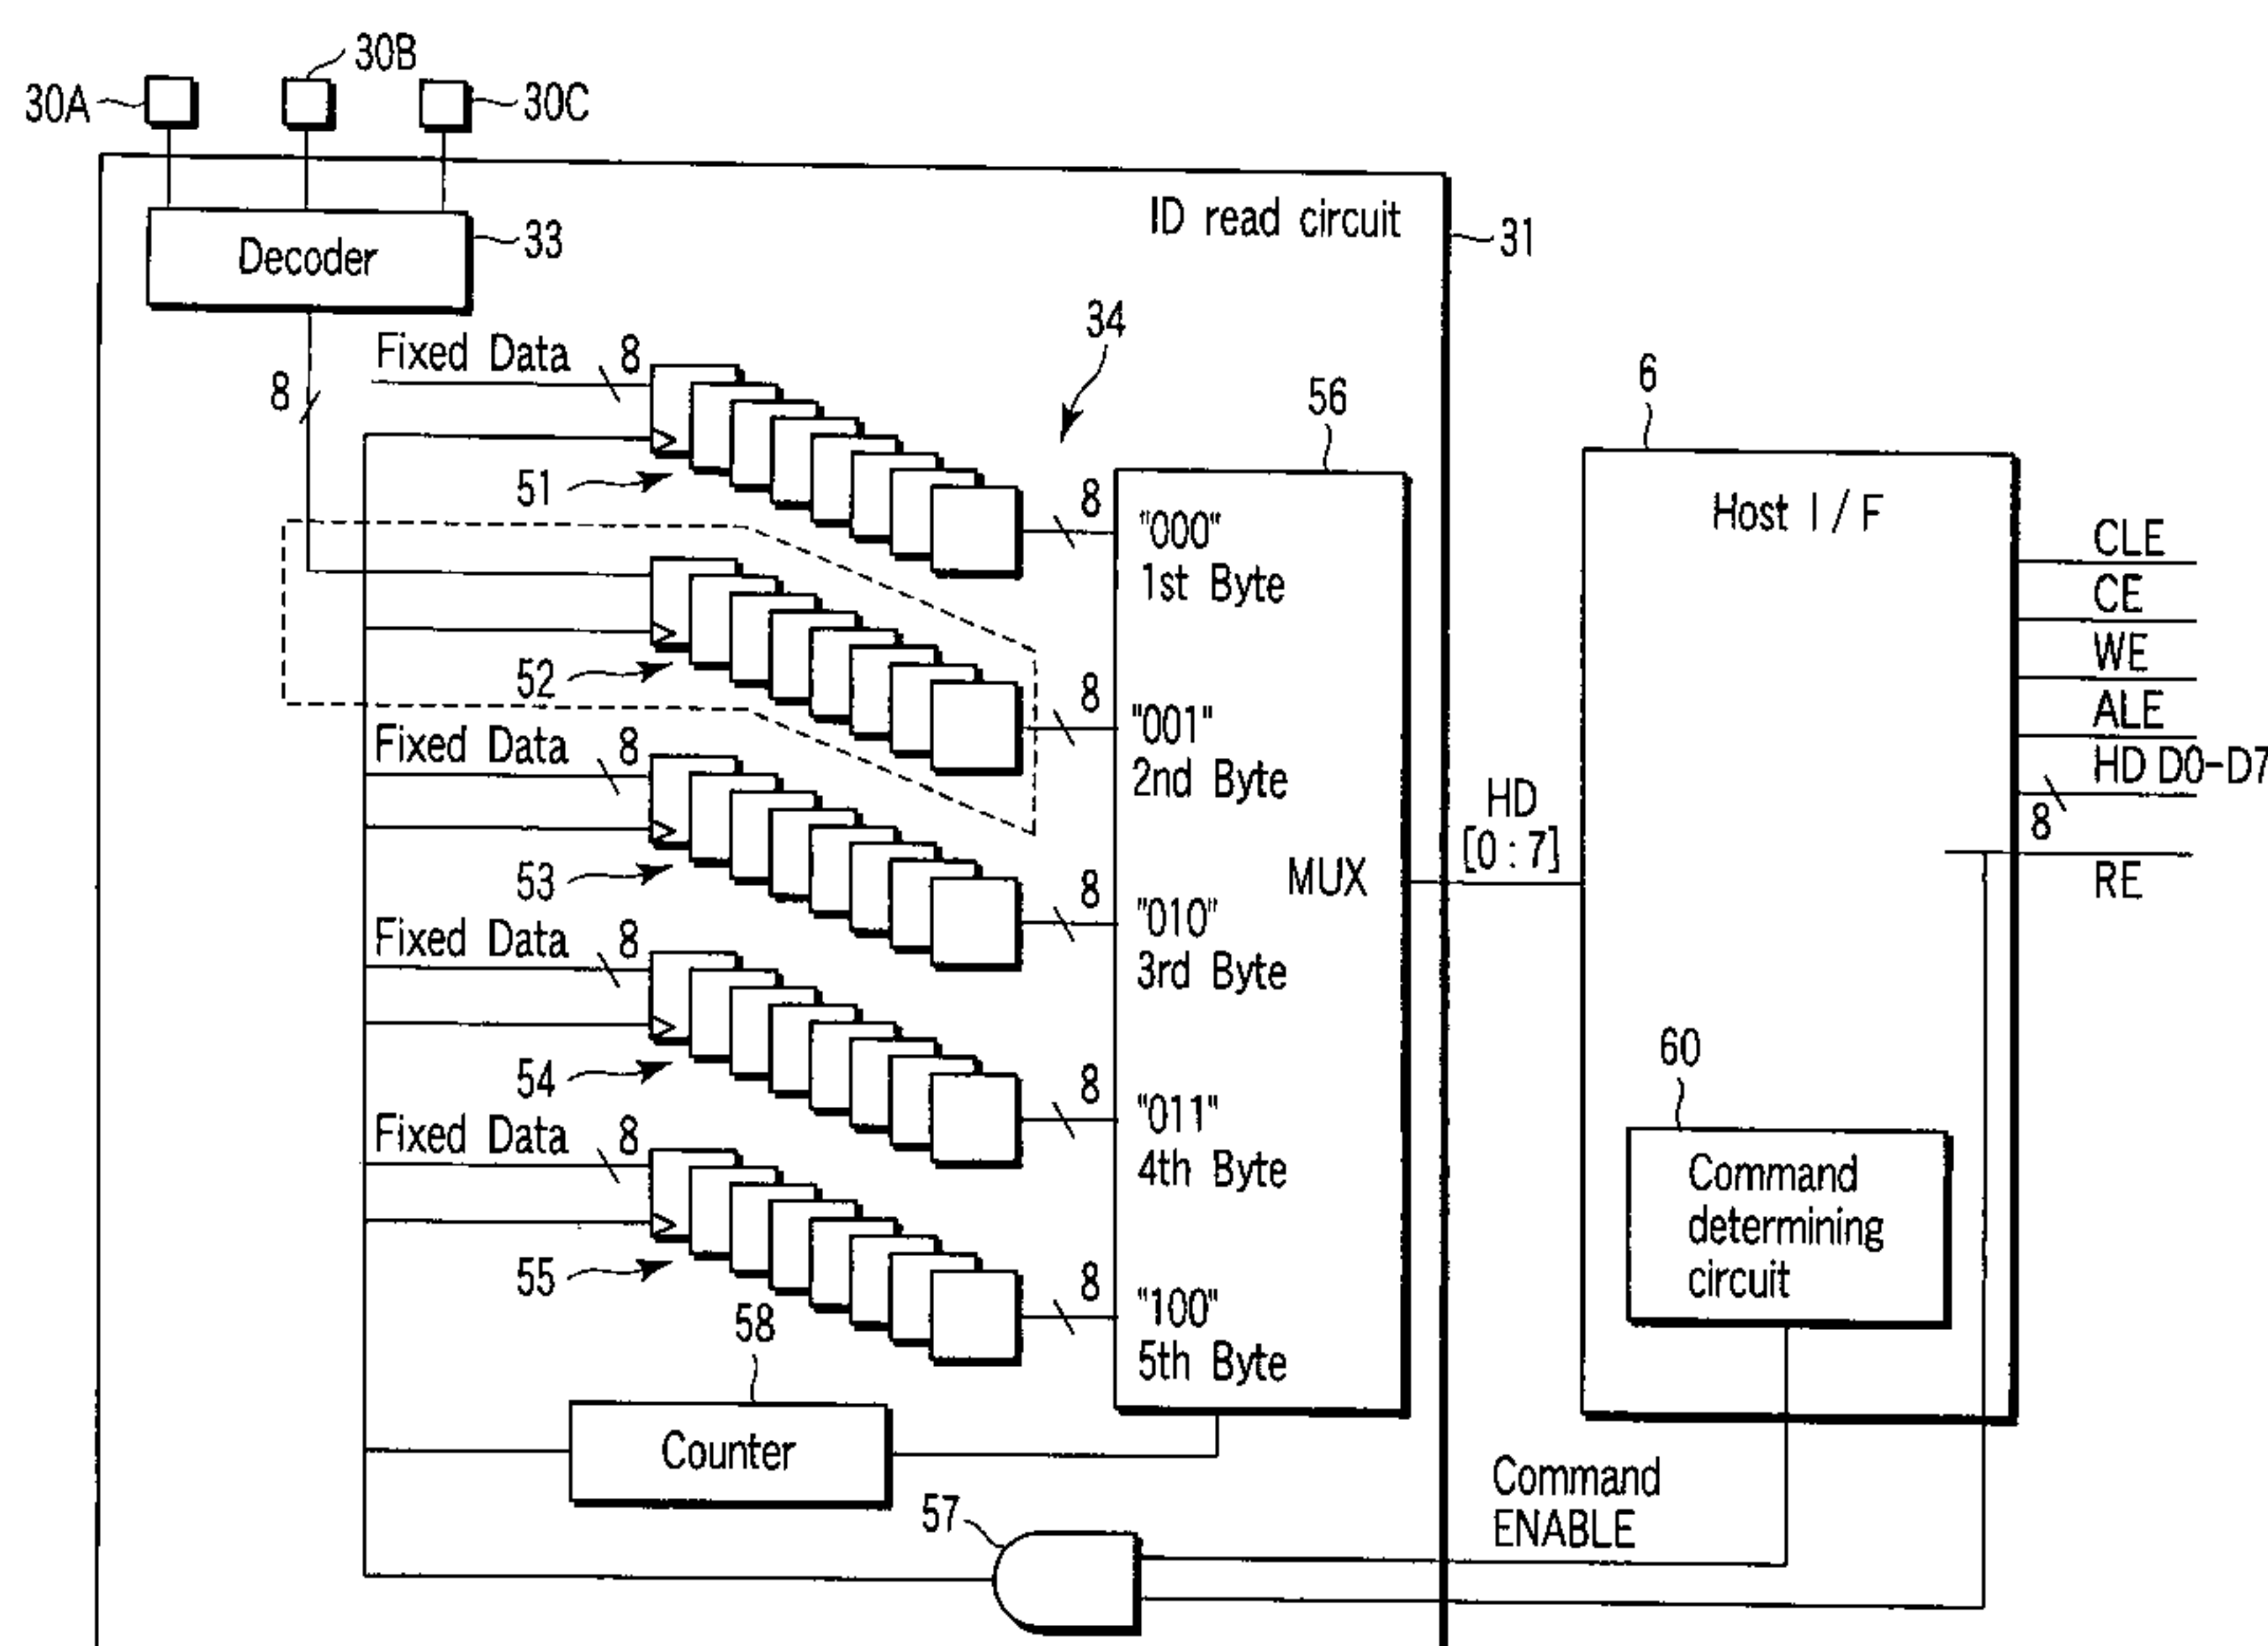 30A
30B
30C
ID read circuit
31
Decoder
33
34
Fixed Data 8
8
51
56
6
"000"
1st Byte
8
Host I / F
CLE
CE
WE
ALE
HD D0-D7
8
RE
52
8
"001"
2nd Byte
Fixed Data 8
53
HD
[0 : 7]
MUX
8
"010"
3rd Byte
Fixed Data 8
54
8
"011"
4th Byte
60
Command
determining
circuit
Fixed Data 8
55
8
"100"
5th Byte
58
Counter
Command
ENABLE
57